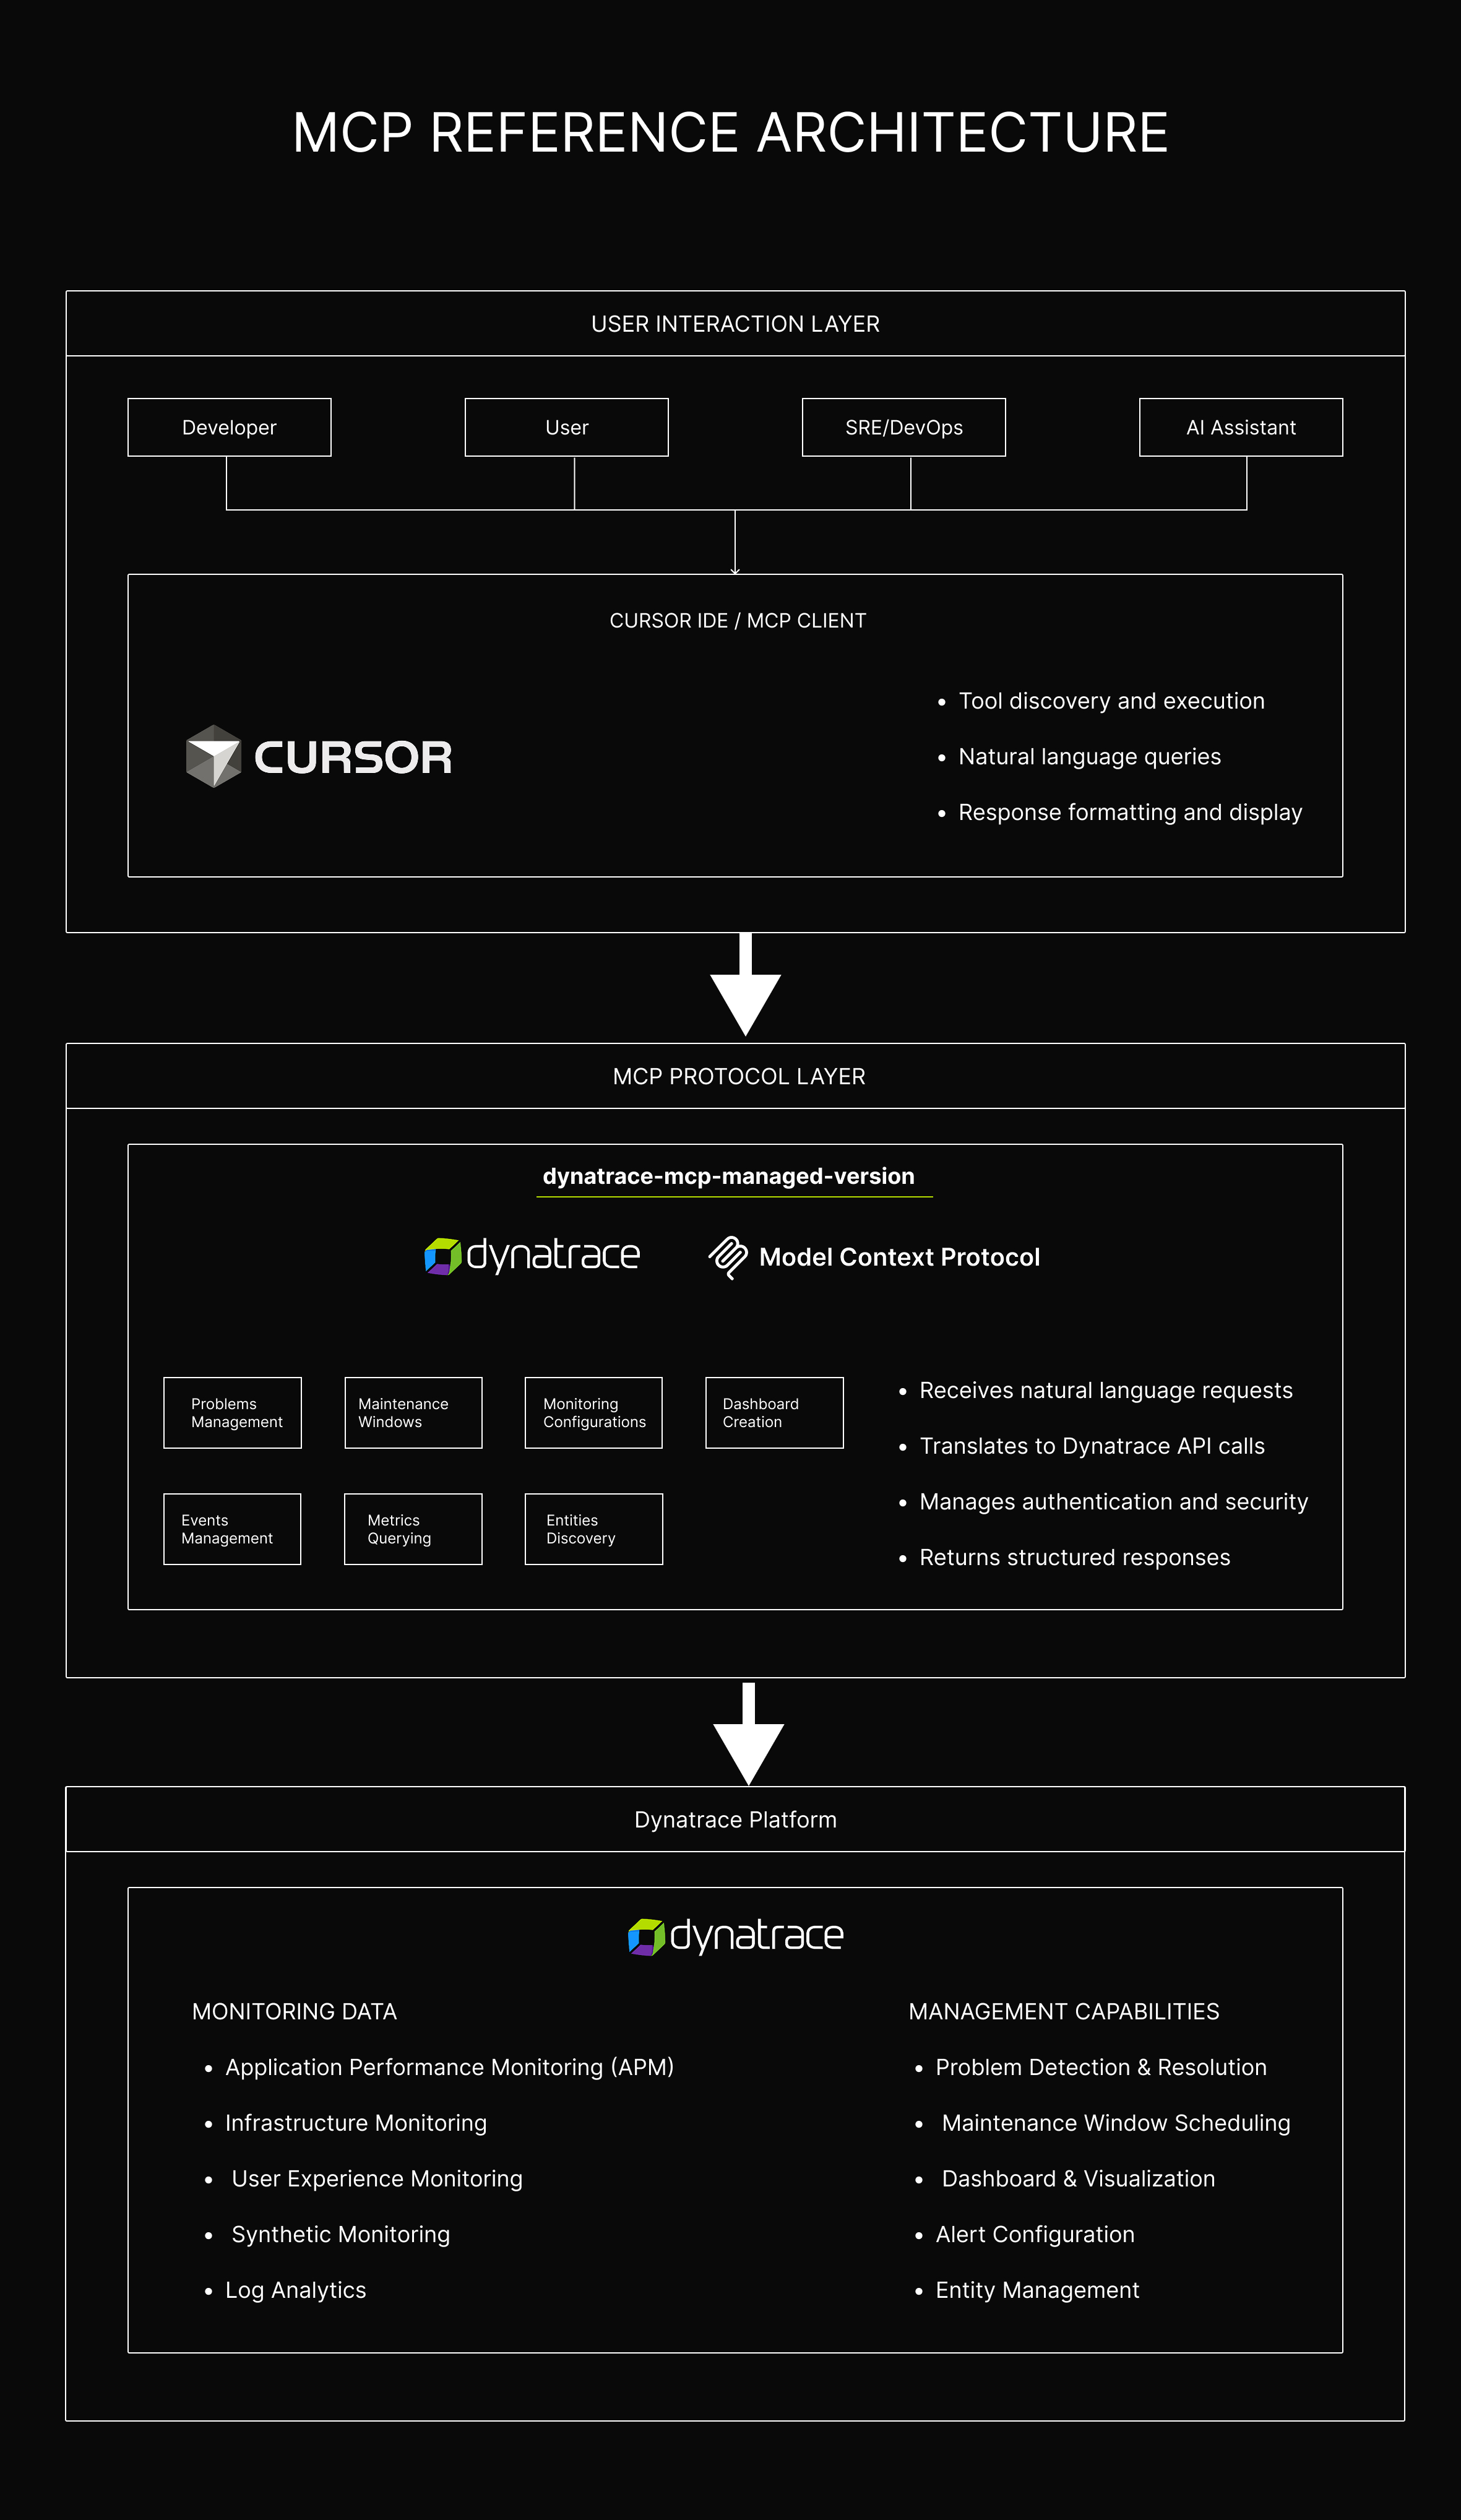 MCP REFERENCE ARCHITECTURE
USER INTERACTION LAYER
Developer
User
SRE/DevOps
AI Assistant
CURSOR IDE / MCP CLIENT
CURSOR
• Tool discovery and execution
• Natural language queries
• Response formatting and display
MCP PROTOCOL LAYER
dynatrace-mcp-managed-version
dynatrace
Model Context Protocol
Problems
Management
Maintenance
Windows
Monitoring
Configurations
Dashboard
Creation
Events
Management
Metrics
Querying
Entities
Discovery
• Receives natural language requests
• Translates to Dynatrace API calls
• Manages authentication and security
• Returns structured responses
Dynatrace Platform
dynatrace
MONITORING DATA
• Application Performance Monitoring (APM)
• Infrastructure Monitoring
• User Experience Monitoring
• Synthetic Monitoring
• Log Analytics
MANAGEMENT CAPABILITIES
• Problem Detection & Resolution
• Maintenance Window Scheduling
• Dashboard & Visualization
• Alert Configuration
• Entity Management